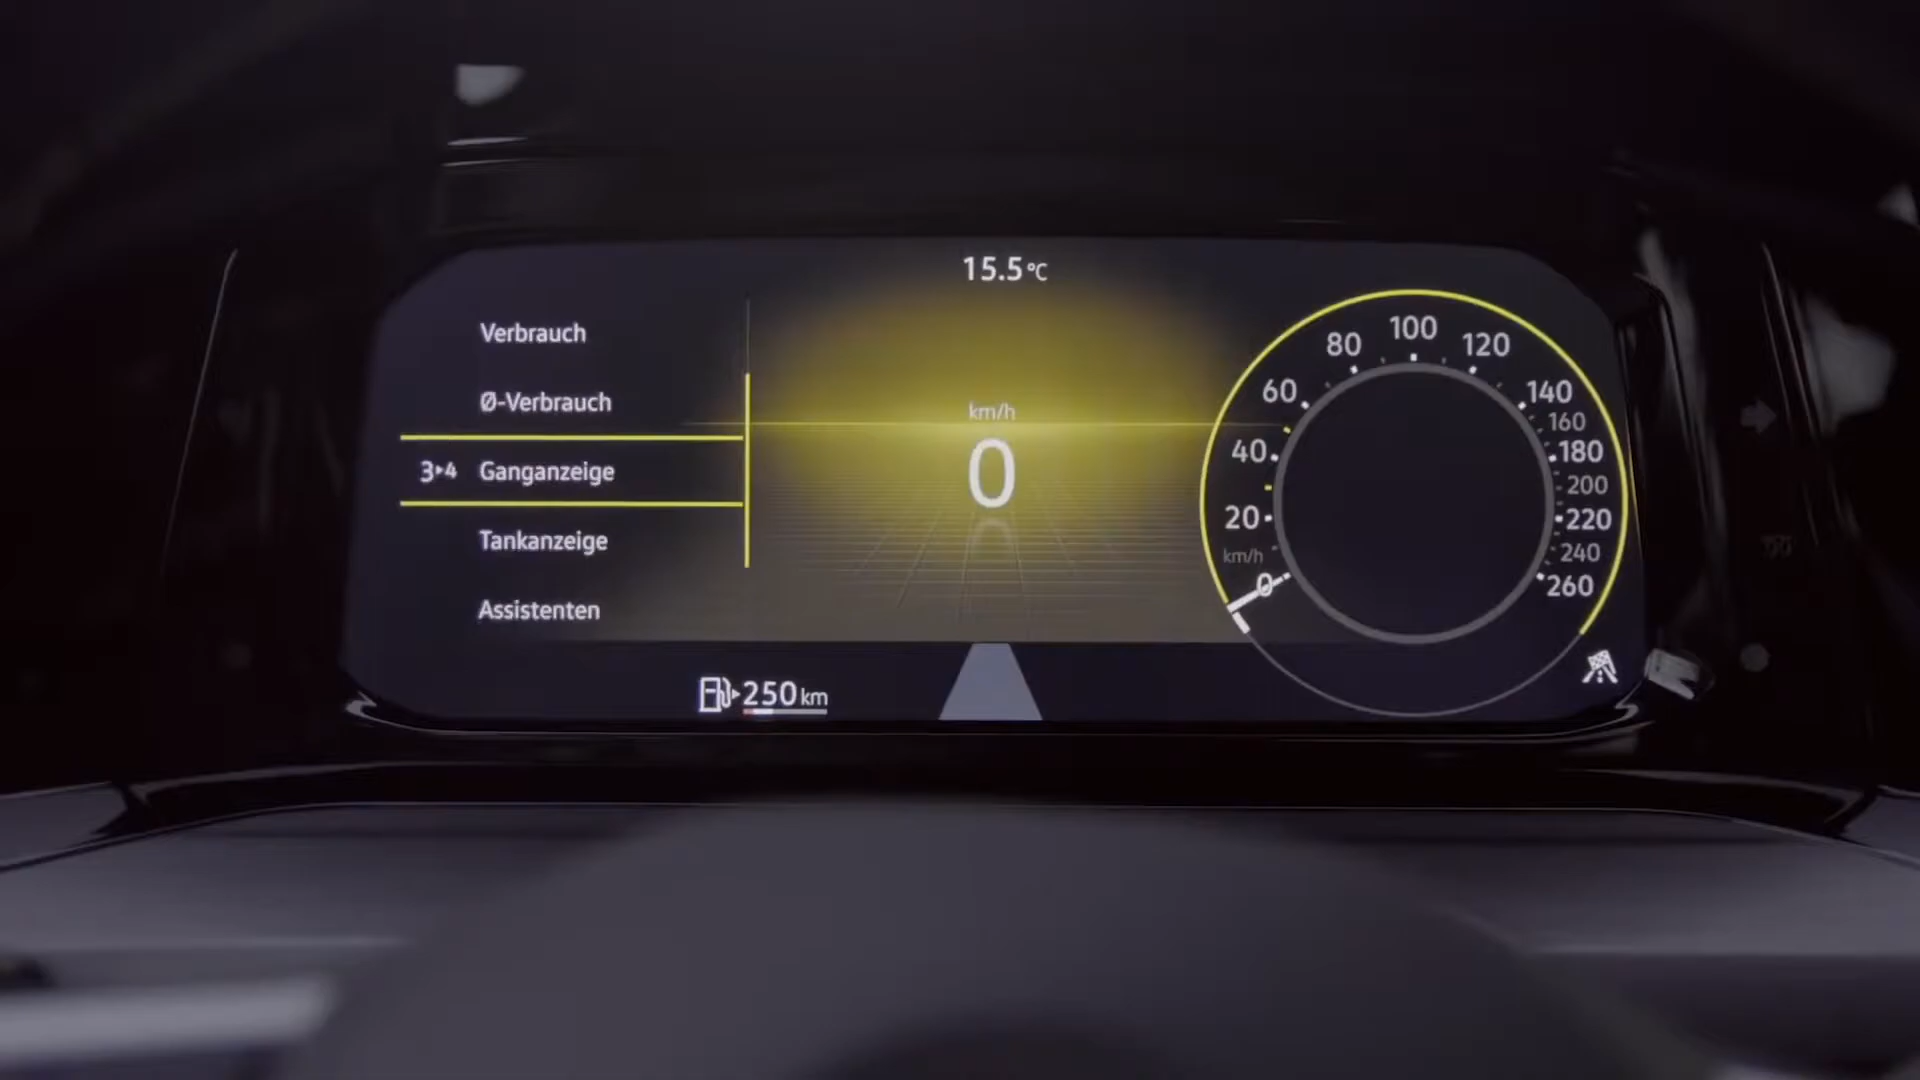 15.5°C
Verbrauch
Ø-Verbrauch
3▸4 Ganganzeige
Tankanzeige
Assistenten
km/h
0
250 km
0
km/h
20
40
60
80
100
120
140
160
180
200
220
240
260